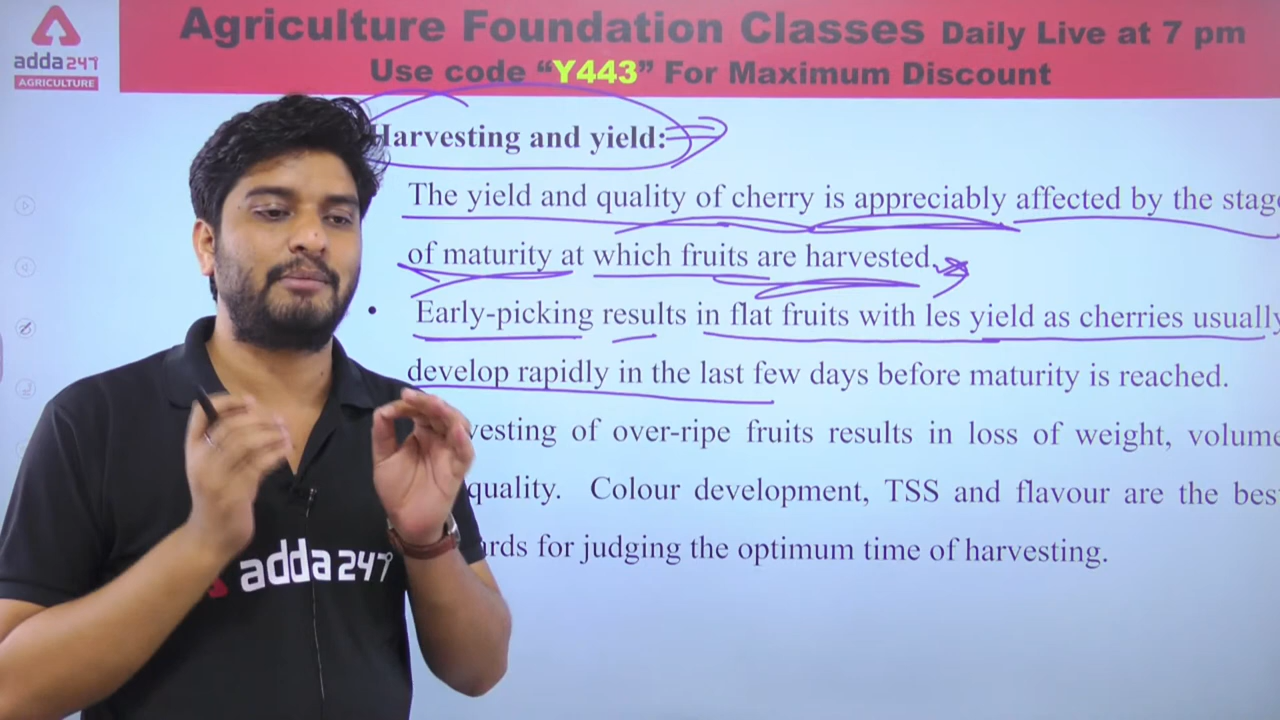 Agriculture Foundation Classes Daily Live at 7 pm
Use code “Y443” For Maximum Discount
adda247
AGRICULTURE
Harvesting and yield:
The yield and quality of cherry is appreciably affected by the stage
of maturity at which fruits are harvested.
• Early-picking results in flat fruits with les yield as cherries usually
develop rapidly in the last few days before maturity is reached.
of over-ripe fruits results in loss of weight, volume
quality. Colour development, TSS and flavour are the best
for judging the optimum time of harvesting.
adda247